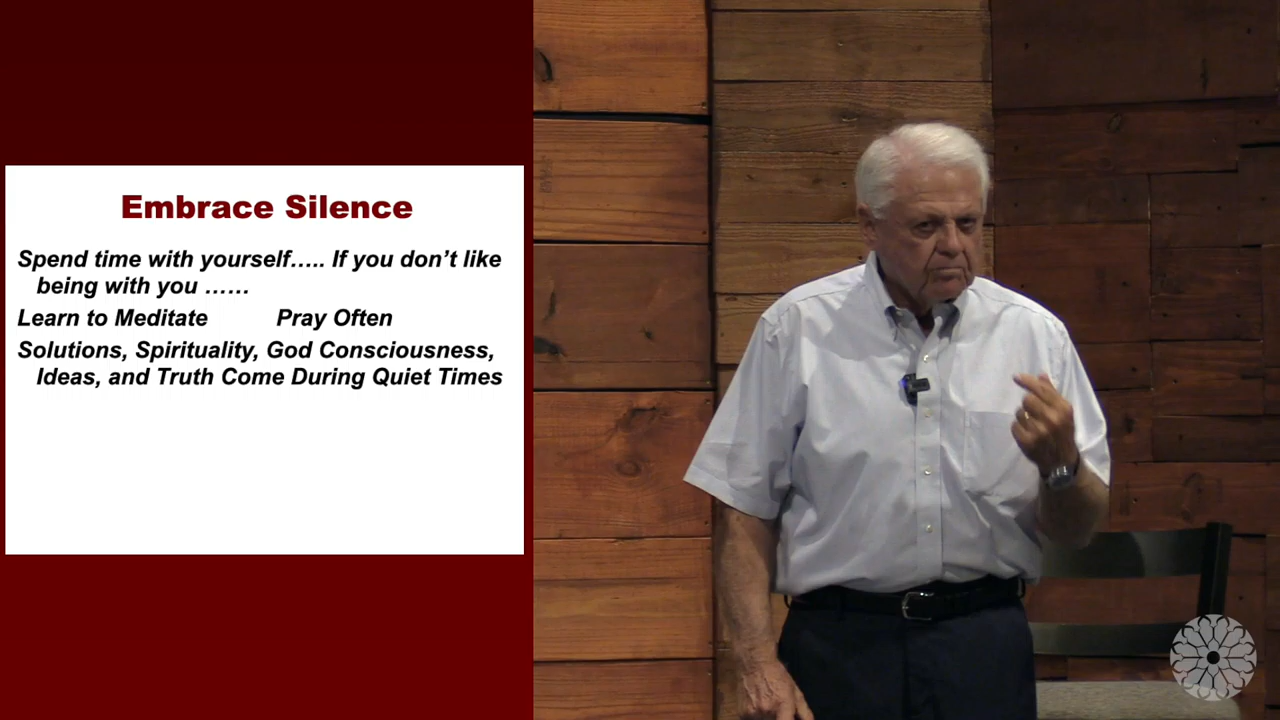 Embrace Silence
Spend time with yourself….. If you don’t like
being with you ……
Learn to Meditate Pray Often
Solutions, Spirituality, God Consciousness,
Ideas, and Truth Come During Quiet Times